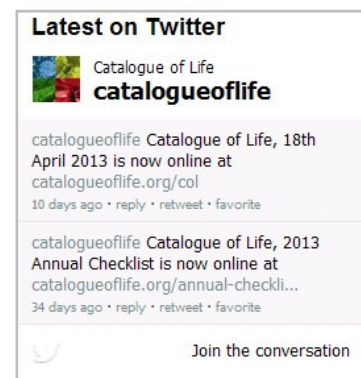 Latest on Twitter
Catalogue of Life
catalogueoflife
catalogueoflife Catalogue of Life, 18th
April 2013 is now online at
catalogueoflife.org/col
10 days ago • reply • retweet • favorite
catalogueoflife Catalogue of Life, 2013
Annual Checklist is now online at
catalogueoflife.org/annual-checkli...
34 days ago • reply • retweet • favorite
Join the conversation